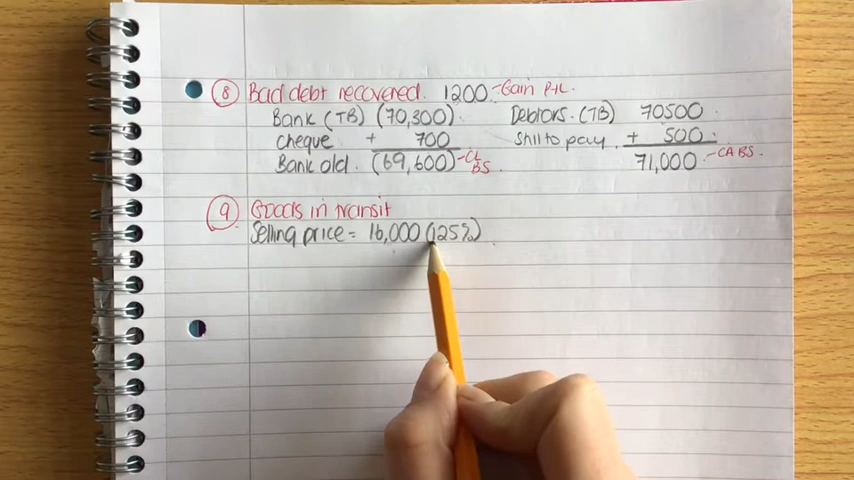 8 Bad debt recovered. 1200 - Gain P+L
Bank (TB) (70,300) Debtors. (TB) 70500
cheque + 700 Still to pay. + 500
Bank old. (69,600) - CL BS. 71,000 - CA BS.
9 Goods in transit
Selling price = 16,000 (125%)